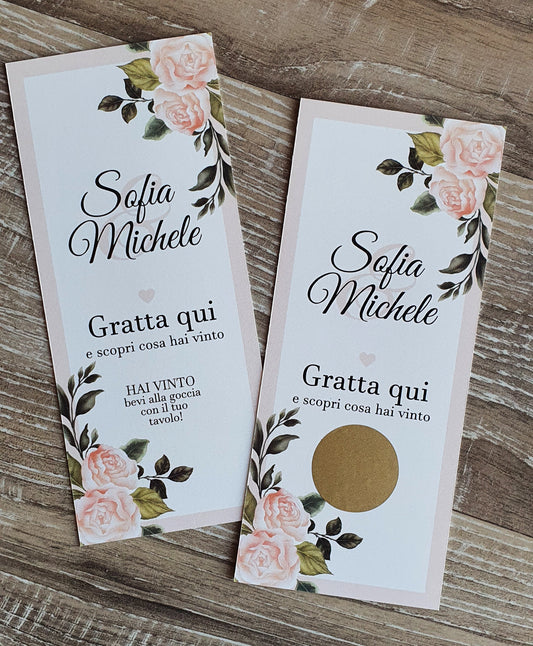 Sofia
&
Michele
Gratta qui
e scopri cosa hai vinto
HAI VINTO
bevi alla goccia
con il tuo
tavolo!
Sofia
&
Michele
Gratta qui
e scopri cosa hai vinto